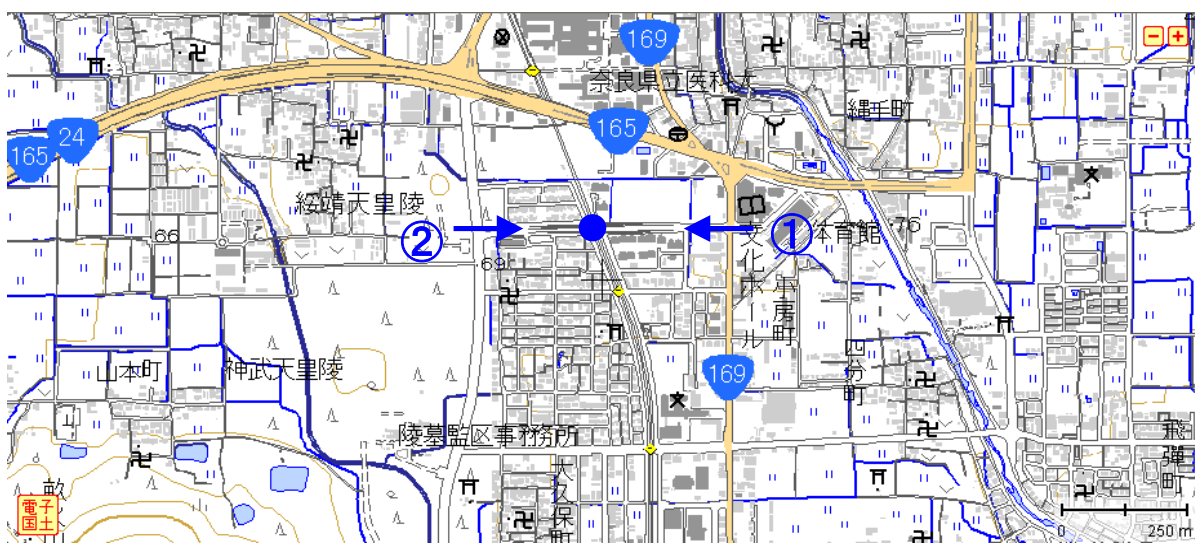 169
奈良県立医科大
縄手町
165
24
165
綏靖天皇陵
66
②
①
体育館
76
文化ホール
69
小房町
四分町
山本町
神武天皇陵
169
陵墓監区事務所
大久保町
飛弾町
電子
国土
0
250 m